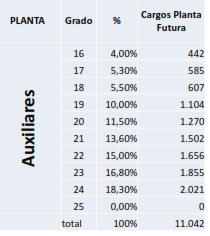 PLANTA Grado % Cargos Planta Futura
Auxiliares
16 4,00% 442
17 5,30% 585
18 5,50% 607
19 10,00% 1.104
20 11,50% 1.270
21 13,60% 1.502
22 15,00% 1.656
23 16,80% 1.855
24 18,30% 2.021
25 0,00% 0
total 100% 11.042